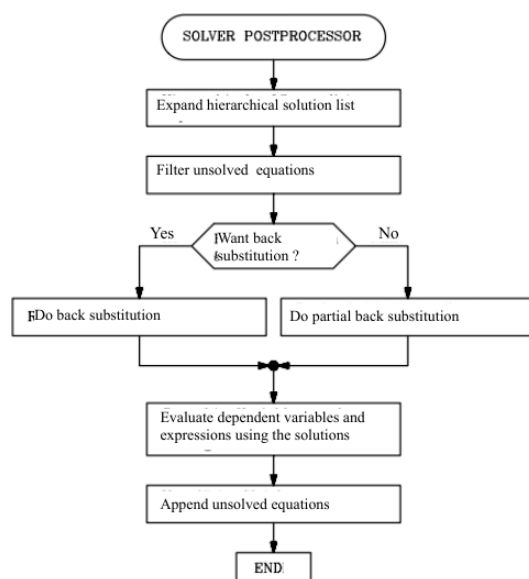 SOLVER POSTPROCESSOR
Expand hierarchical solution list
Filter unsolved equations
Want back
substitution ?
Yes
No
Do back substitution
Do partial back substitution
Evaluate dependent variables and
expressions using the solutions
Append unsolved equations
END